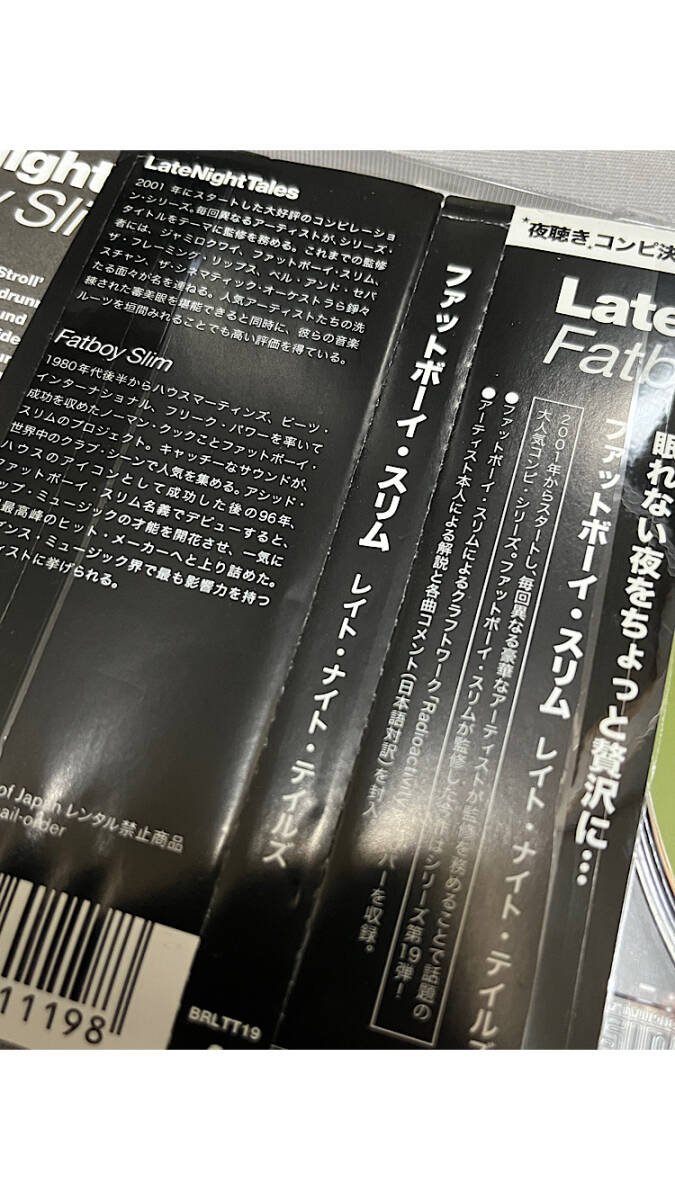 night
y Slim
Stroll'
drunn
und
ide
ur
LateNightTales
2001 年にスタートした大好評のコンピレーショ
ン・シリーズ。毎回異なるアーティストが、シリーズ・
タイトルをテーマに監修を務める。これまでの監修
者には、ジャミロクワイ、ファットボーイ・スリム、
ザ・フレーミング・リップス、ベル・アンド・セバ
スチャン、ザ・シネマティック・オーケストラら錚々
たる面々が名を連ねる。人気アーティストたちの洗
練された審美眼を堪能できると同時に、彼らの音楽
ルーツを垣間みれることでも高い評価を得ている。
Fatboy Slim
1980年代後半からハウスマーティンズ、ビーツ・
インターナショナル、フリーク・パワーを率いて
成功を収めたノーマン・クックことファットボーイ・
スリムのプロジェクト。キャッチーなサウンドが、
世界中のクラブ・シーンで人気を集める。アシッド・
ハウスのアイコンとして成功した後の96年、
ファットボーイ・スリム名義でデビューすると、
ップ・ミュージックの才能を開花させ、一気に
最高峰のヒット・メーカーへと上り詰めた。
ダンス・ミュージック界で最も影響力を持つ
ィストに挙げられる。
of Japan レンタル禁止商品
ail-order
11198
ファットボーイ・スリム レイト・ナイト・テイルズ
BRLTT19
夜聴き コンピ決
Late
Fatb
眠れない夜をちょっと贅沢に…
ファットボーイ・スリム レイト・ナイト・テイルズ
2001年からスタートし、毎回異なる豪華なアーティストが監修を務めることで話題の
大人気コンピ・シリーズ。ファットボーイ・スリムが監修した はシリーズ第19弾！
●ファットボーイ・スリムによるクラフトワーク「Radioactivi バーを収録。
●アーティスト本人による解説と各曲コメント(日本語対訳)を封入